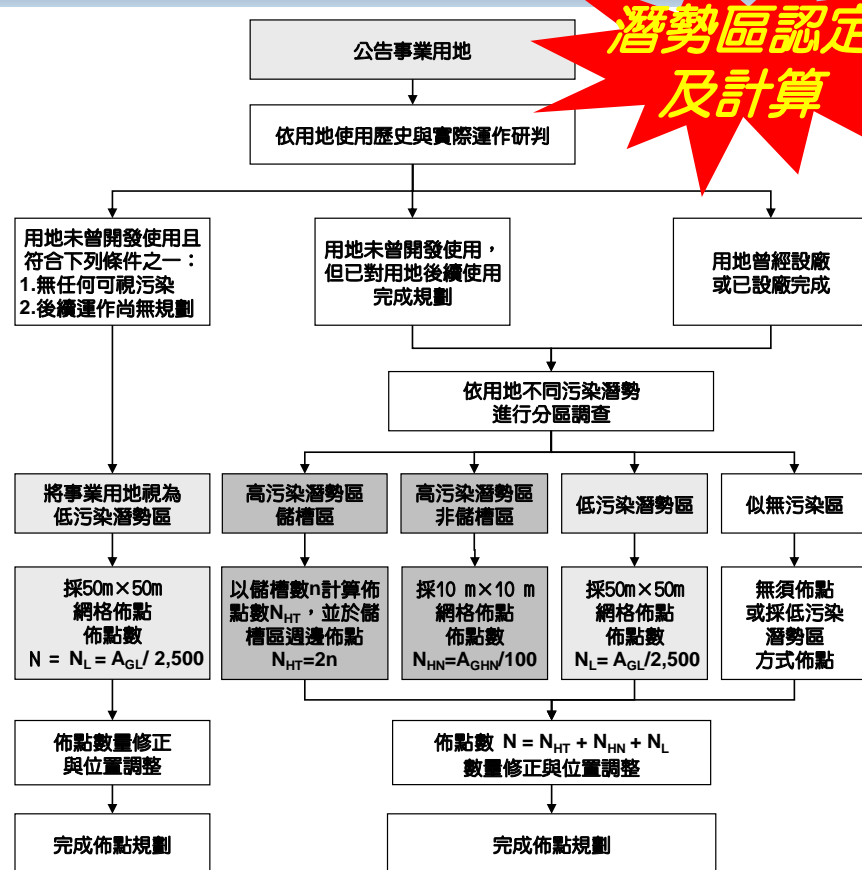 潛勢區認定
及計算
公告事業用地
依用地使用歷史與實際運作研判
用地未曾開發使用且
符合下列條件之一：
1.無任何可視污染
2.後續運作尚無規劃
用地未曾開發使用，
但已對用地後續使用
完成規劃
用地曾經設廠
或已設廠完成
依用地不同污染潛勢
進行分區調查
將事業用地視為
低污染潛勢區
高污染潛勢區
儲槽區
高污染潛勢區
非儲槽區
低污染潛勢區
似無污染區
採50m×50m
網格佈點
佈點數
N = NL = AGL/ 2,500
以儲槽數n計算佈
點數NHT，並於儲
槽區週邊佈點
NHT=2n
採10 m×10 m
網格佈點
佈點數
NHN=AGHN/100
採50m×50m
網格佈點
佈點數
NL= AGL/2,500
無須佈點
或採低污染
潛勢區
方式佈點
佈點數量修正
與位置調整
佈點數 N = NHT + NHN + NL
數量修正與位置調整
完成佈點規劃
完成佈點規劃